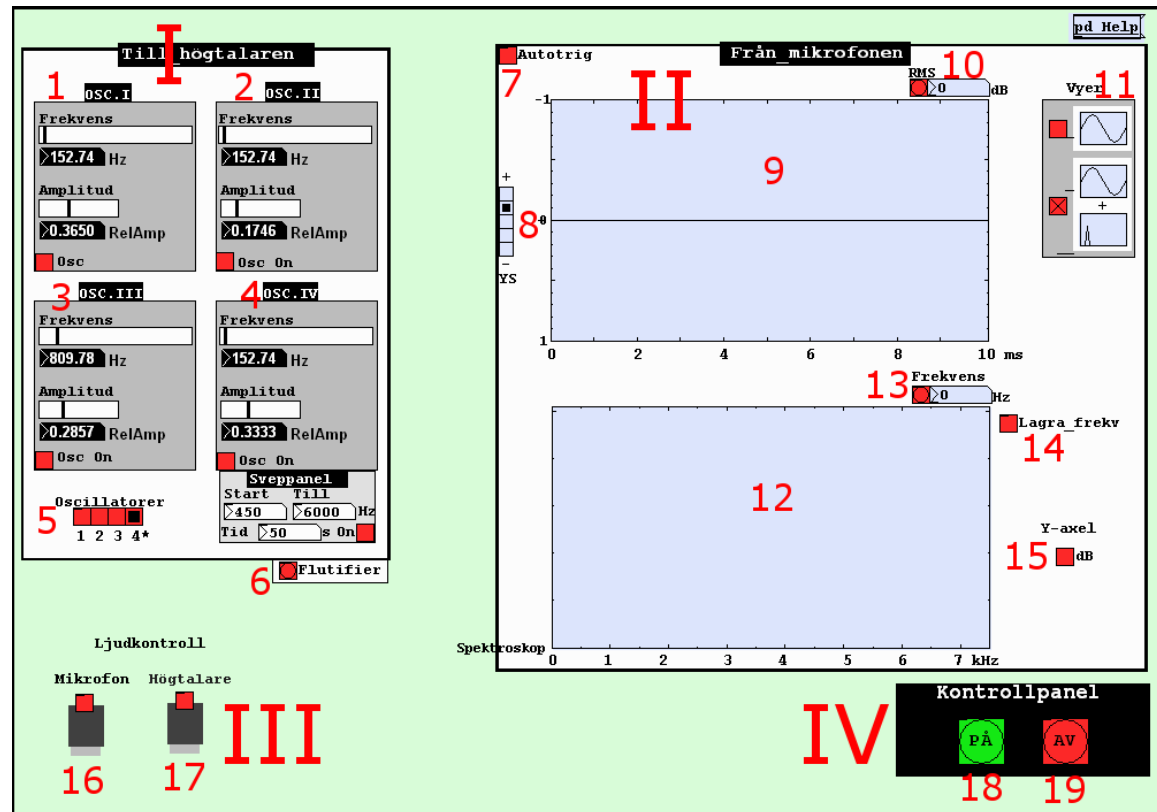 pd Help
Till_högtalaren
I
1
OSC.I
Frekvens
152.74 Hz
Amplitud
0.3650 RelAmp
Osc
2
OSC.II
Frekvens
152.74 Hz
Amplitud
0.1746 RelAmp
Osc On
3
OSC.III
Frekvens
809.78 Hz
Amplitud
0.2857 RelAmp
Osc On
4
OSC.IV
Frekvens
152.74 Hz
Amplitud
0.3333 RelAmp
Osc On
Sveppanel
Start Till
450 6000 Hz
Tid 50 s On
Oscillatorer
5
1 2 3 4*
6
Flutifier
Från_mikrofonen
II
Autotrig
7
RMS
10
0 dB
Vyer
11
+
-1
9
+
8
0
-
YS
1
0 2 4 6 8 10 ms
Frekvens
13
0 Hz
Lagra_frekv
14
12
Y-axel
15
dB
Spektroskop
0 1 2 3 4 5 6 7 kHz
Ljudkontroll
Mikrofon Högtalare
III
16 17
IV
Kontrollpanel
PÅ AV
18 19